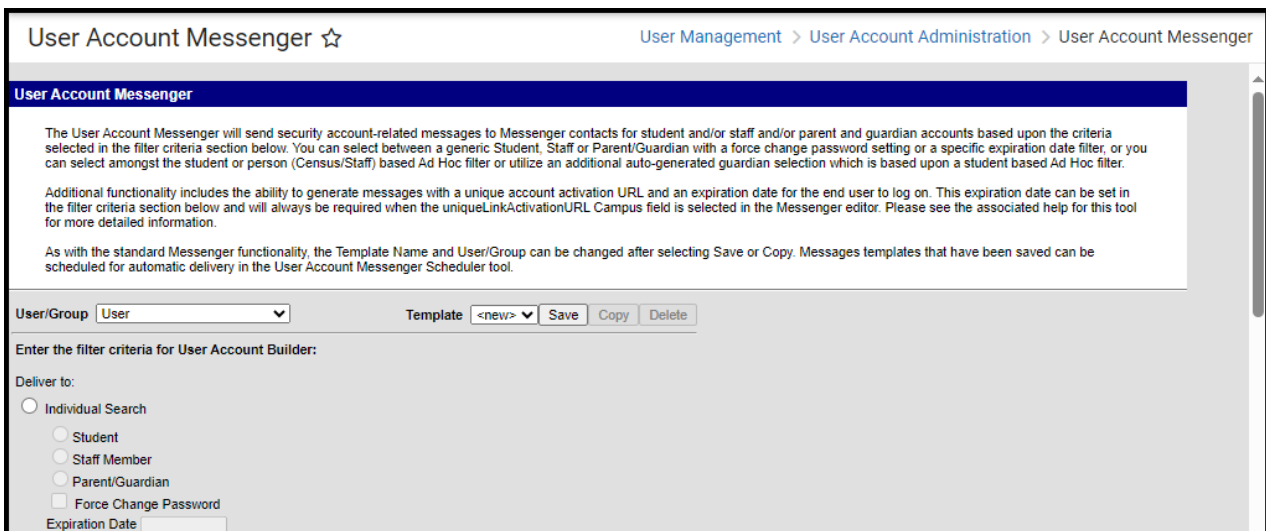 User Account Messenger ☆ User Management > User Account Administration > User Account Messenger
User Account Messenger
The User Account Messenger will send security account-related messages to Messenger contacts for student and/or staff and/or parent and guardian accounts based upon the criteria
selected in the filter criteria section below. You can select between a generic Student, Staff or Parent/Guardian with a force change password setting or a specific expiration date filter, or you
can select amongst the student or person (Census/Staff) based Ad Hoc filter or utilize an additional auto-generated guardian selection which is based upon a student based Ad Hoc filter.
Additional functionality includes the ability to generate messages with a unique account activation URL and an expiration date for the end user to log on. This expiration date can be set in
the filter criteria section below and will always be required when the uniqueLinkActivationURL Campus field is selected in the Messenger editor. Please see the associated help for this tool
for more detailed information.
As with the standard Messenger functionality, the Template Name and User/Group can be changed after selecting Save or Copy. Messages templates that have been saved can be
scheduled for automatic delivery in the User Account Messenger Scheduler tool.
User/Group User Template <new> Save Copy Delete
Enter the filter criteria for User Account Builder:
Deliver to:
Individual Search
Student
Staff Member
Parent/Guardian
Force Change Password
Expiration Date